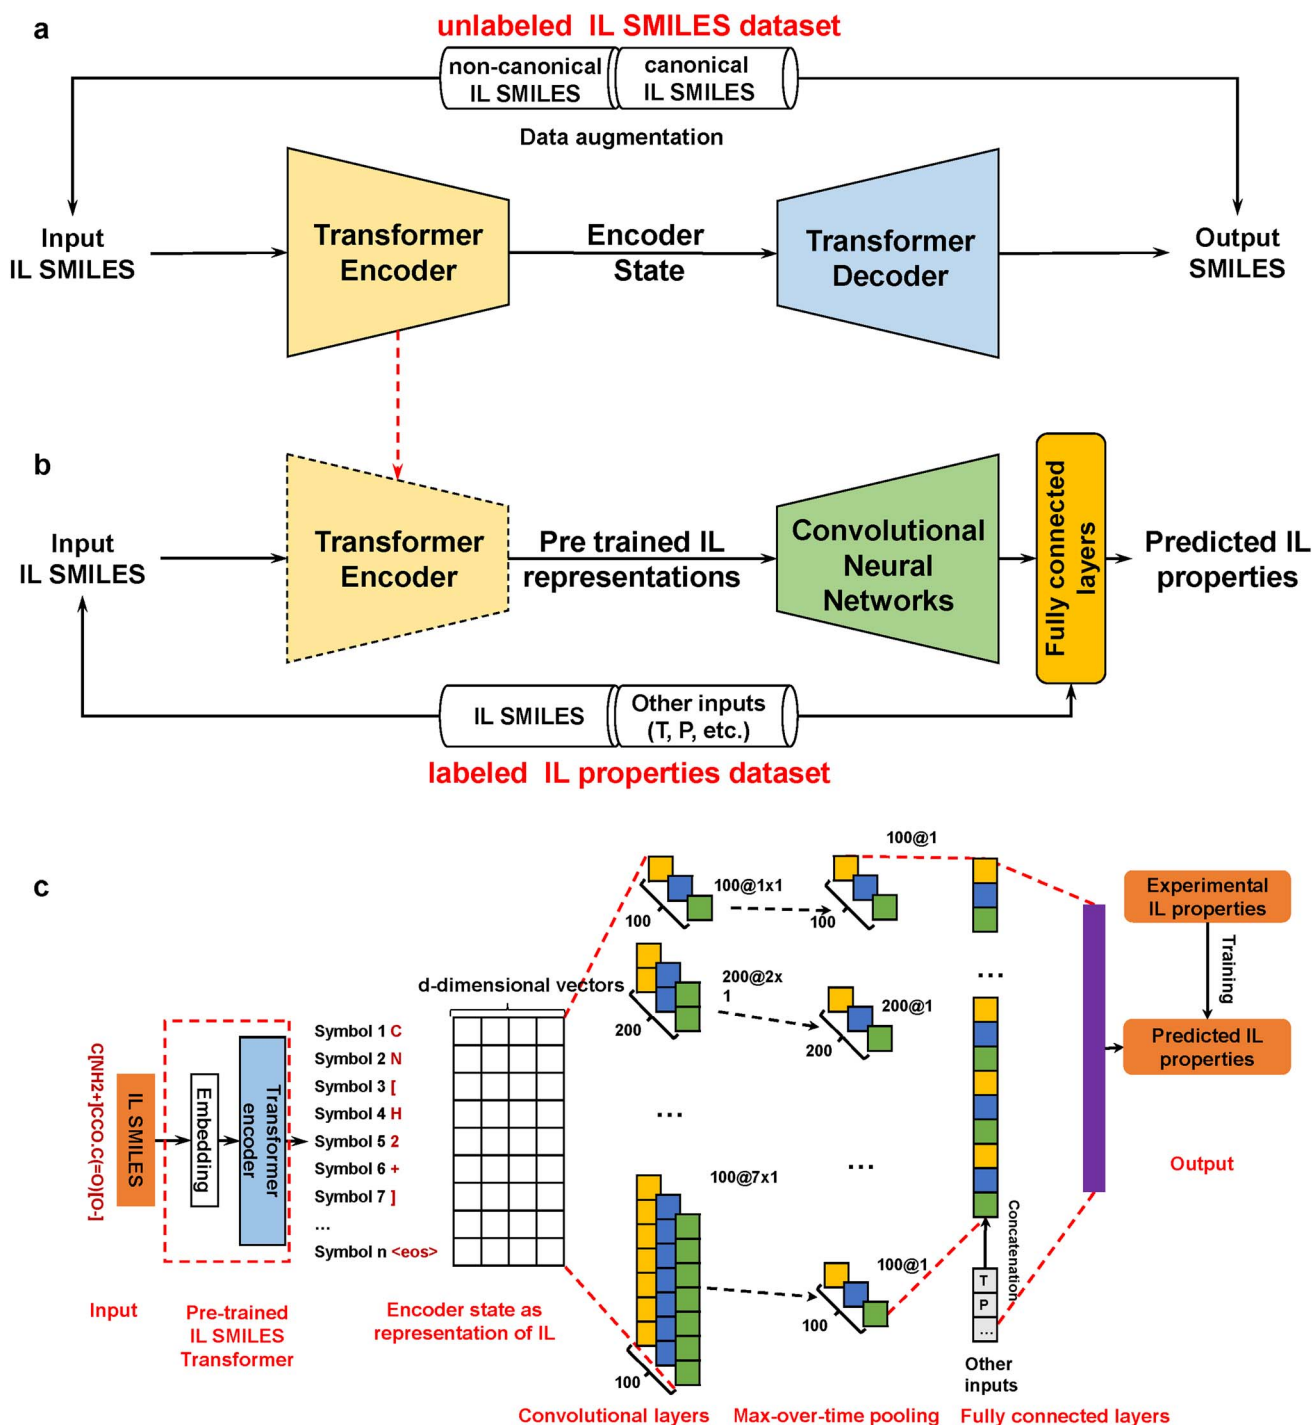 a
unlabeled IL SMILES dataset
non-canonical
IL SMILES
canonical
IL SMILES
Data augmentation
Input
IL SMILES
Transformer
Encoder
Encoder
State
Transformer
Decoder
Output
SMILES
b
Input
IL SMILES
Transformer
Encoder
Pre trained IL
representations
Convolutional
Neural
Networks
Fully connected
layers
Predicted IL
properties
IL SMILES
Other inputs
(T, P, etc.)
labeled IL properties dataset
c
C[NH2+]CCO.C(=O)[O-]
IL SMILES
Embedding
Transformer
encoder
Symbol 1 C
Symbol 2 N
Symbol 3 [
Symbol 4 H
Symbol 5 2
Symbol 6 +
Symbol 7 ]
...
Symbol n <eos>
d-dimensional vectors
100
100@1x1
100
100@1
200
200@2x
1
200
200@1
...
...
...
100
100@7x1
100
100@1
Concatenation
T
P
...
Other
inputs
Experimental
IL properties
Training
Predicted IL
properties
Output
Input
Pre-trained
IL SMILES
Transformer
Encoder state as
representation of IL
Convolutional layers
Max-over-time pooling
Fully connected layers